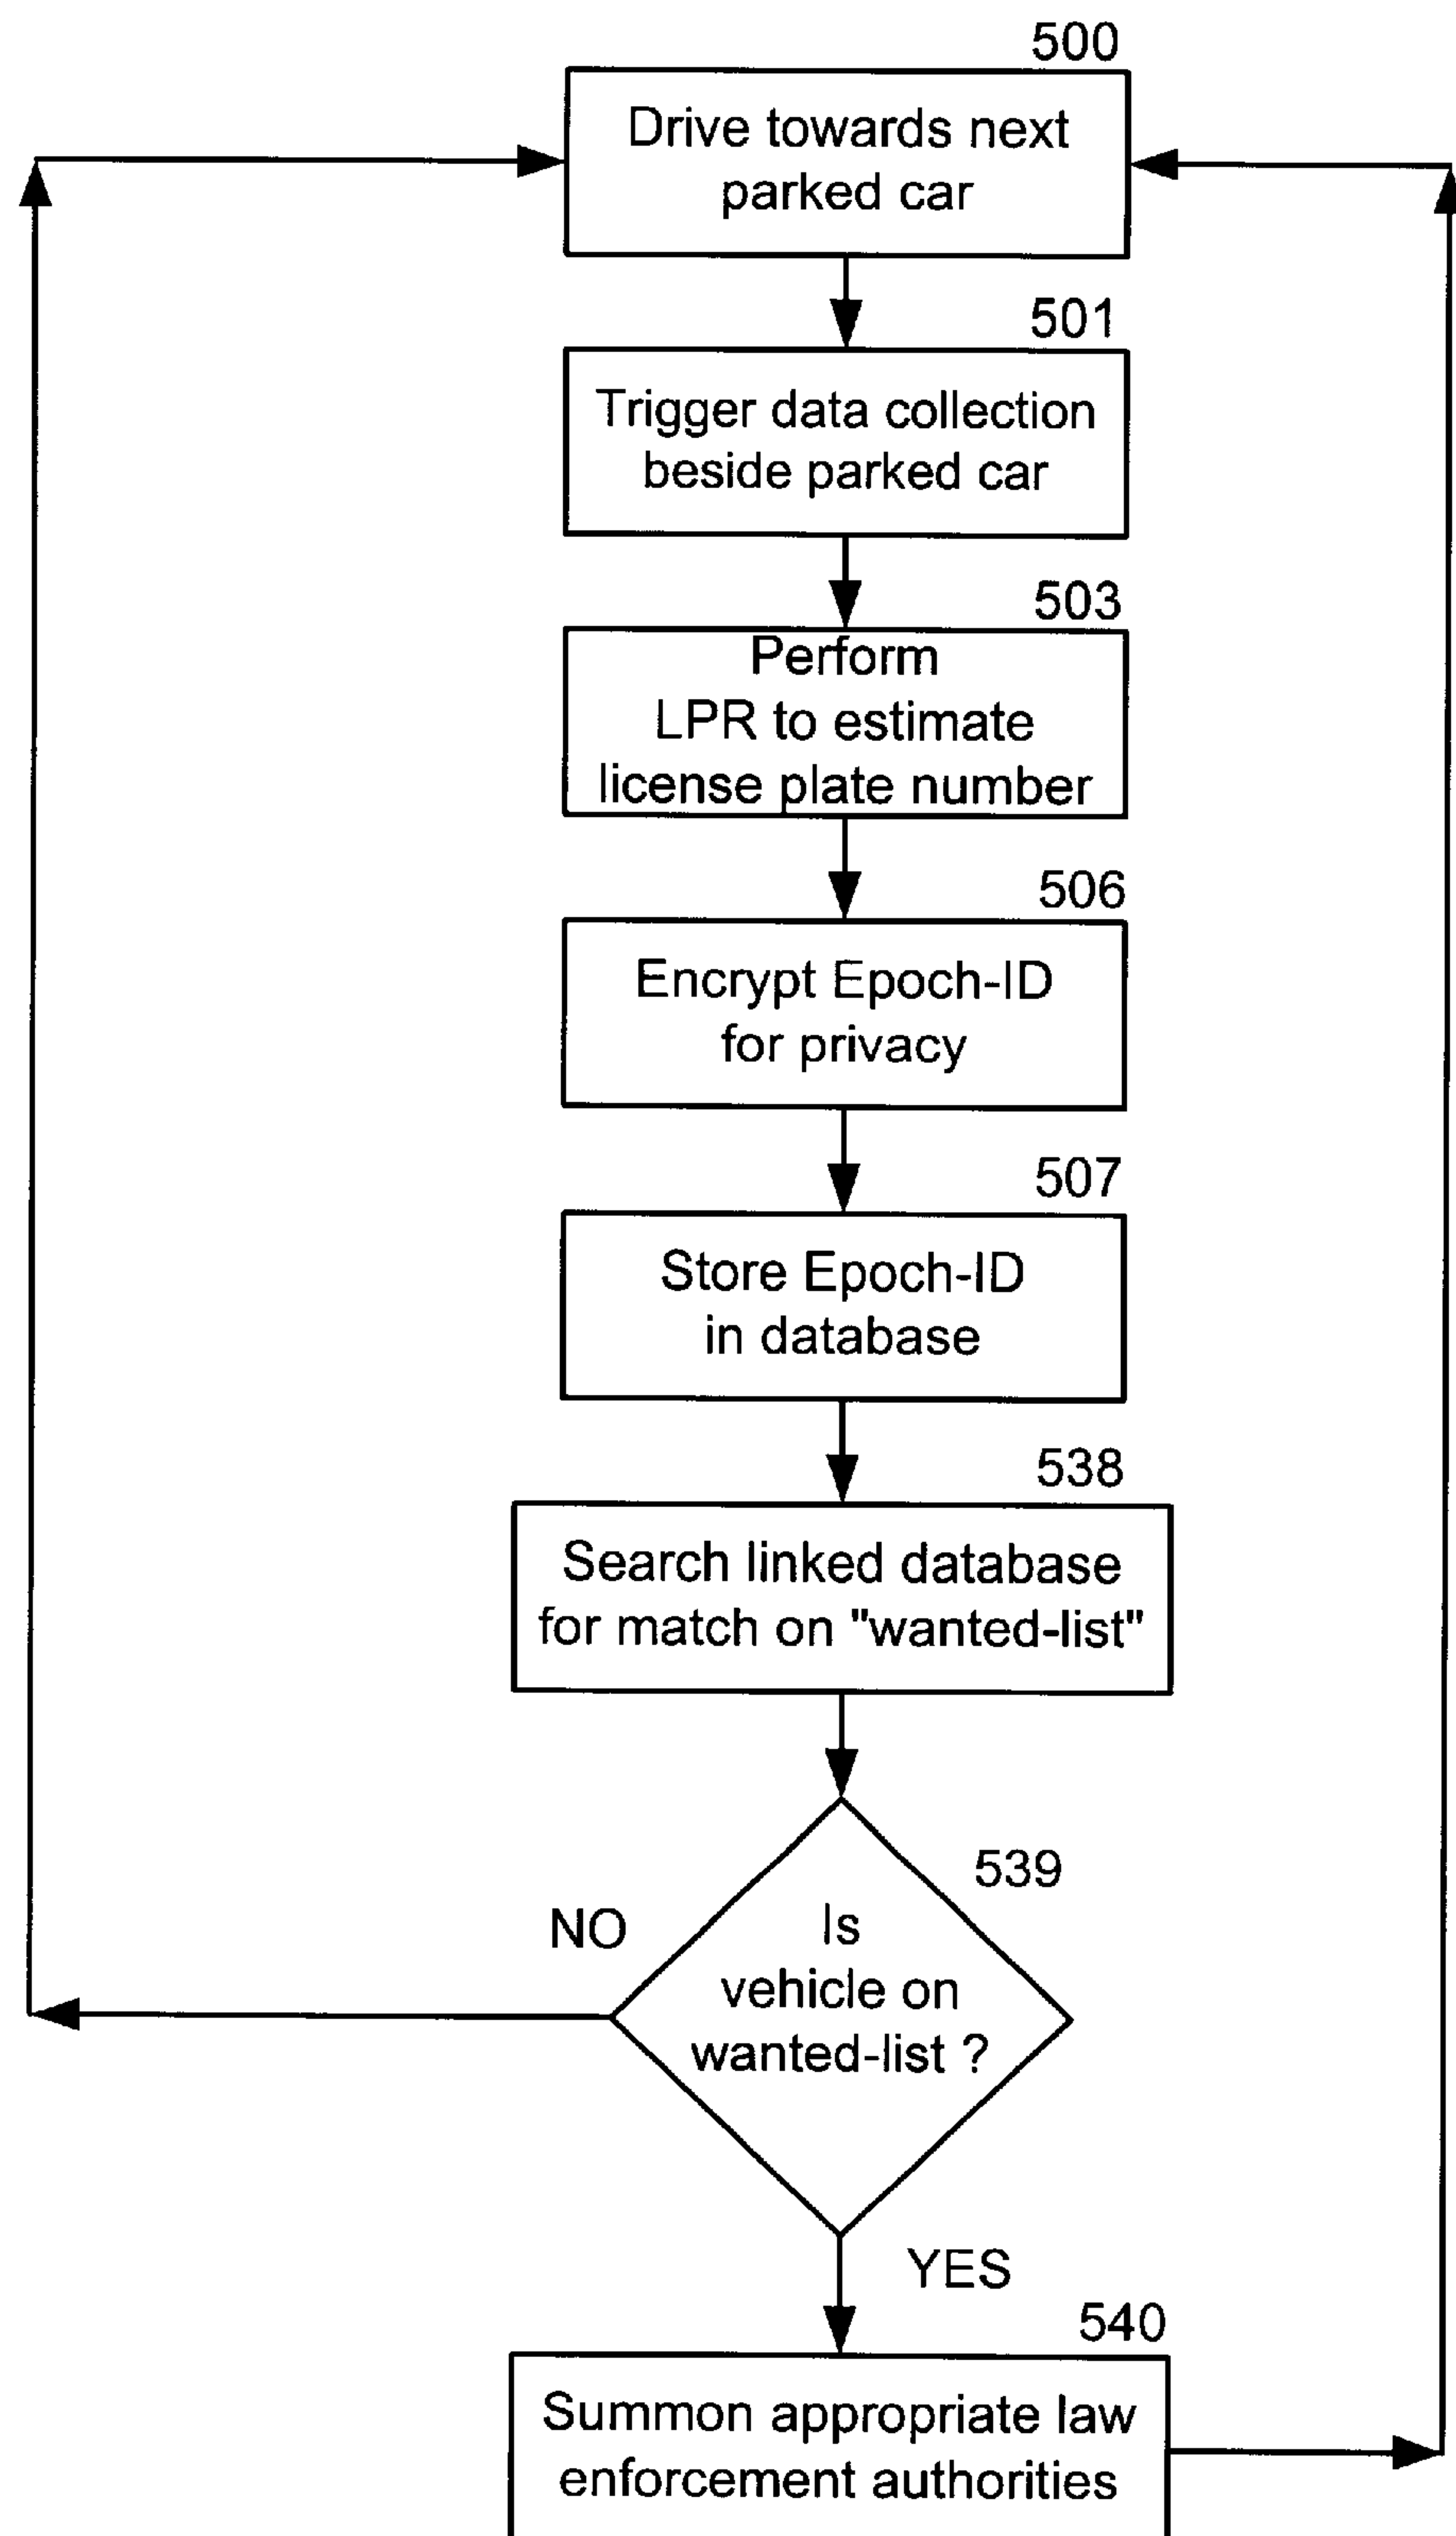 500
Drive towards next
parked car
501
Trigger data collection
beside parked car
503
Perform
LPR to estimate
license plate number
506
Encrypt Epoch-ID
for privacy
507
Store Epoch-ID
in database
538
Search linked database
for match on "wanted-list"
539
NO
Is
vehicle on
wanted-list ?
YES
540
Summon appropriate law
enforcement authorities